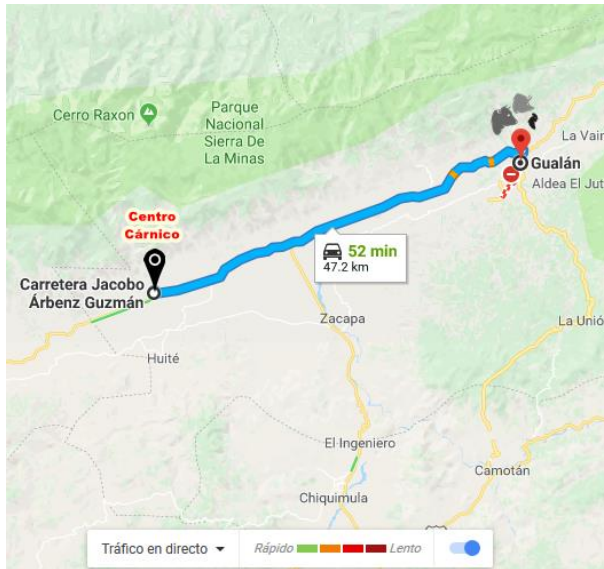 Cerro Raxon
Parque
Nacional
Sierra De
La Minas
La Vain
Gualán
Aldea El Jut
Centro
Cárnico
52 min
47.2 km
Carretera Jacobo
Árbenz Guzmán
Zacapa
La Unió
Huité
El Ingeniero
Camotán
Chiquimula
Tráfico en directo
Rápido
Lento